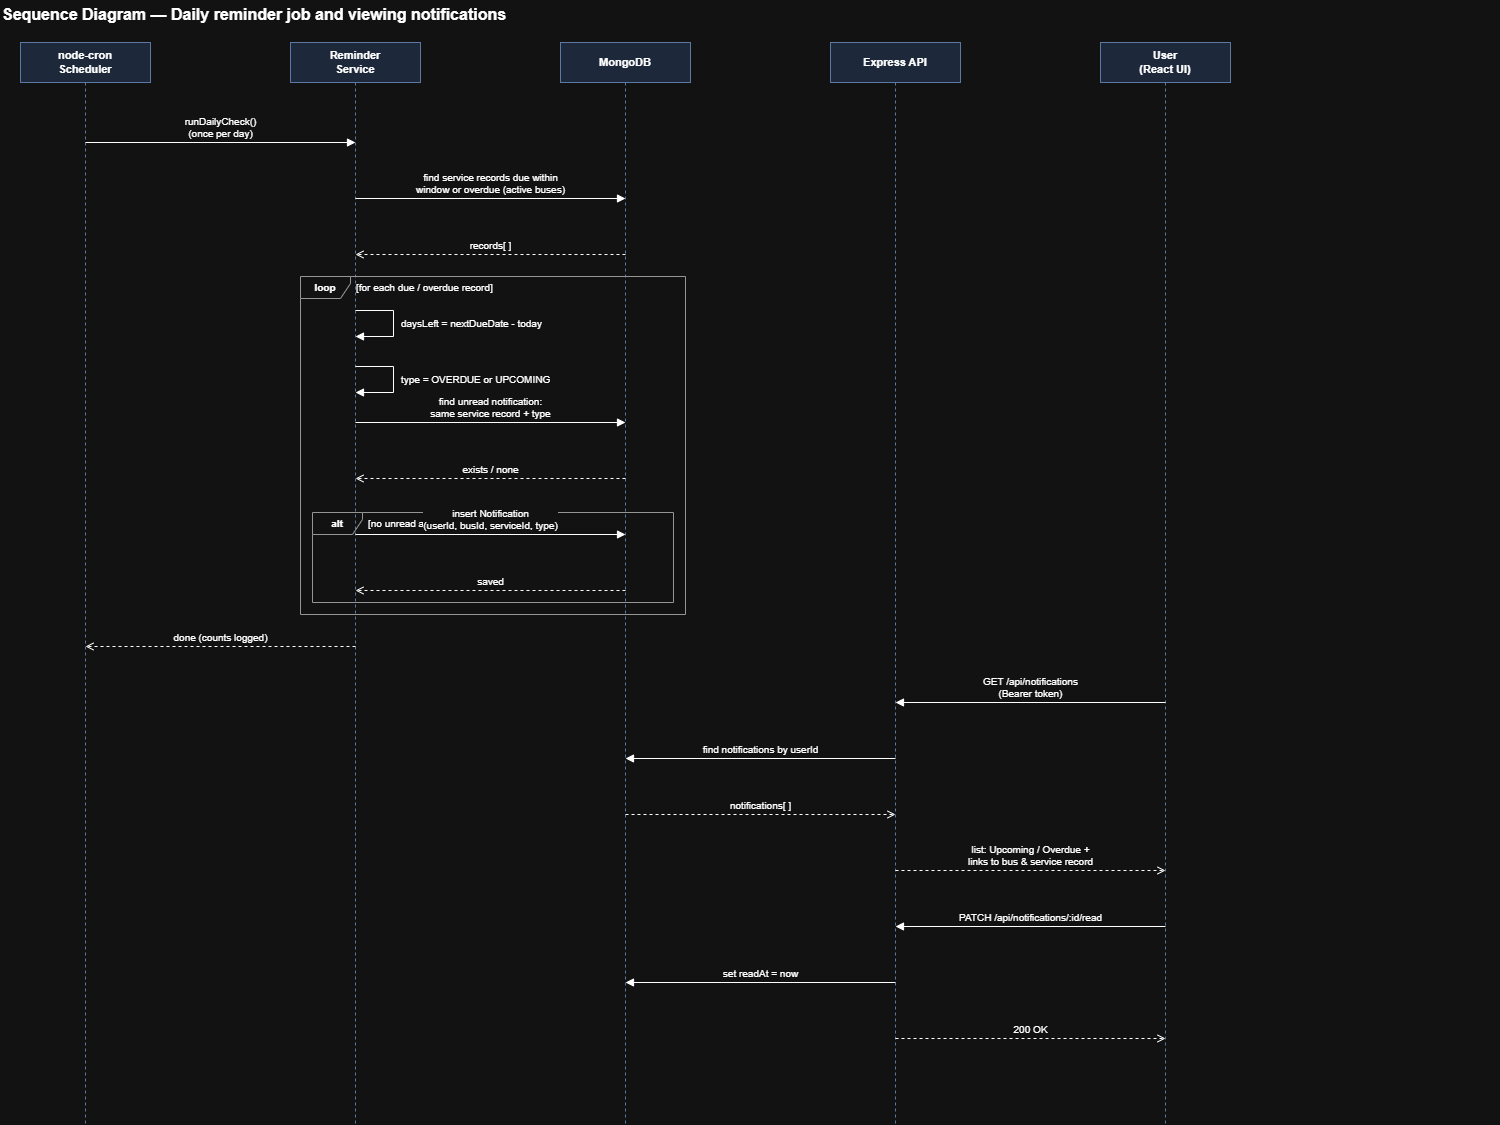 Sequence Diagram — Daily reminder job and viewing notifications
node-cron
Scheduler
Reminder
Service
MongoDB
Express API
User
(React UI)
runDailyCheck()
(once per day)
find service records due within
window or overdue (active buses)
records[ ]
loop
[for each due / overdue record]
daysLeft = nextDueDate - today
type = OVERDUE or UPCOMING
find unread notification:
same service record + type
exists / none
alt
[no unread
insert Notification
(userId, busId, serviceId, type)
saved
done (counts logged)
GET /api/notifications
(Bearer token)
find notifications by userId
notifications[ ]
list: Upcoming / Overdue +
links to bus & service record
PATCH /api/notifications/:id/read
set readAt = now
200 OK